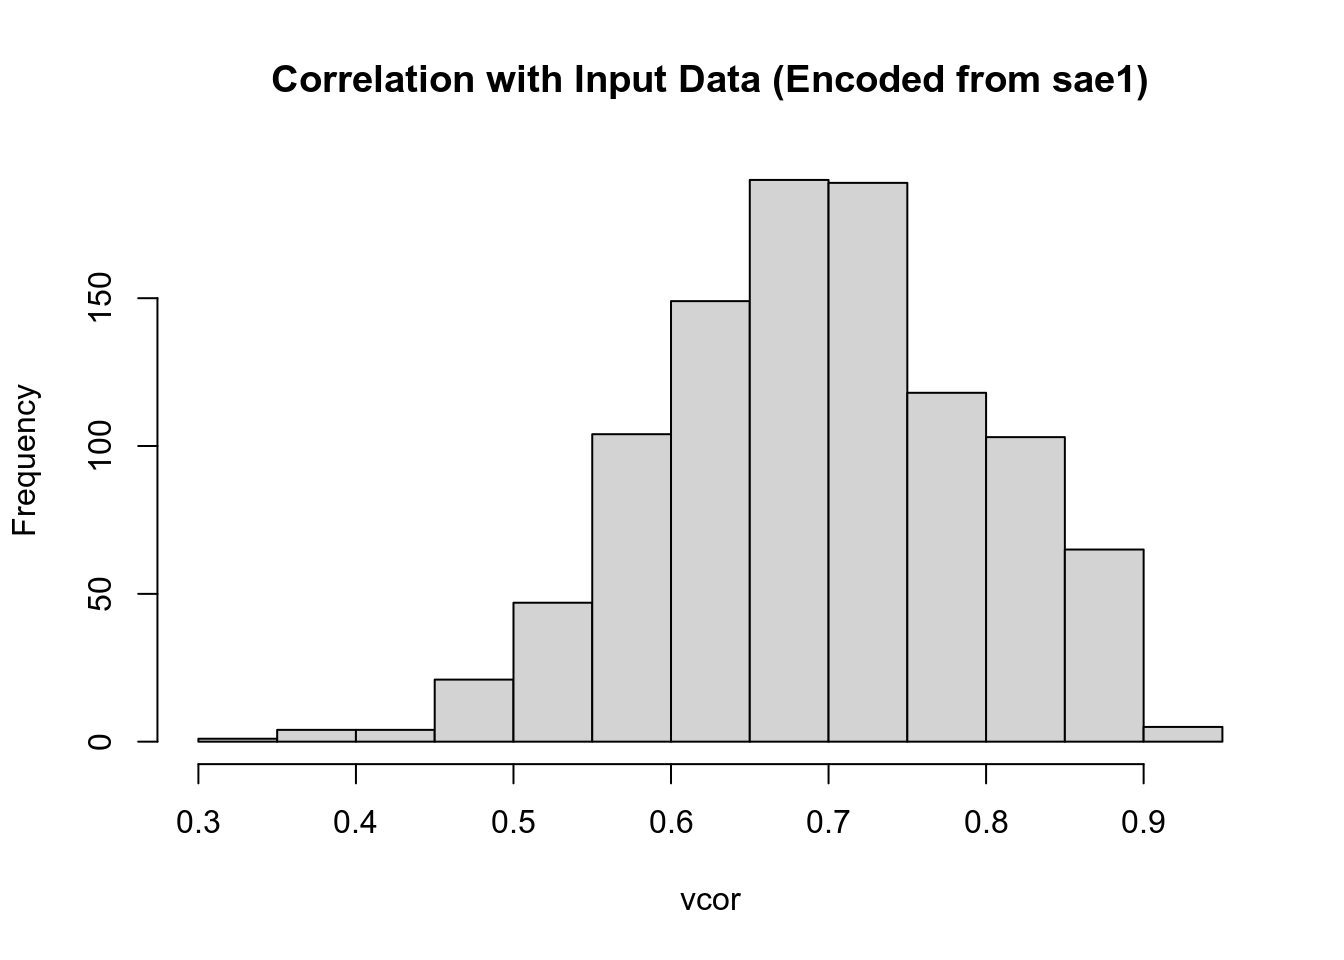 Correlation with Input Data (Encoded from sae1)
Frequency
150
100
50
0
0.3 0.4 0.5 0.6 0.7 0.8 0.9
vcor